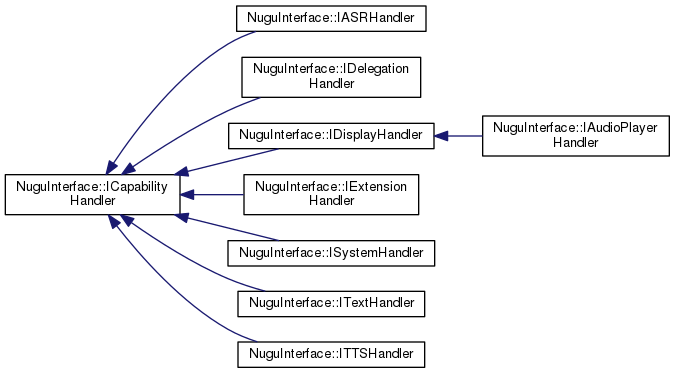 NuguInterface::IASRHandler
NuguInterface::IDelegation
Handler
NuguInterface::IDisplayHandler
NuguInterface::IAudioPlayer
Handler
NuguInterface::ICapability
Handler
NuguInterface::IExtension
Handler
NuguInterface::ISystemHandler
NuguInterface::ITextHandler
NuguInterface::ITTSHandler